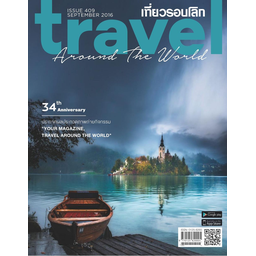 ISSUE 409
SEPTEMBER 2016
เที่ยวรอบโลก
travel
Around The World
34th
Anniversary
"YOUR MAGAZINE,
TRAVEL AROUND THE WORLD"